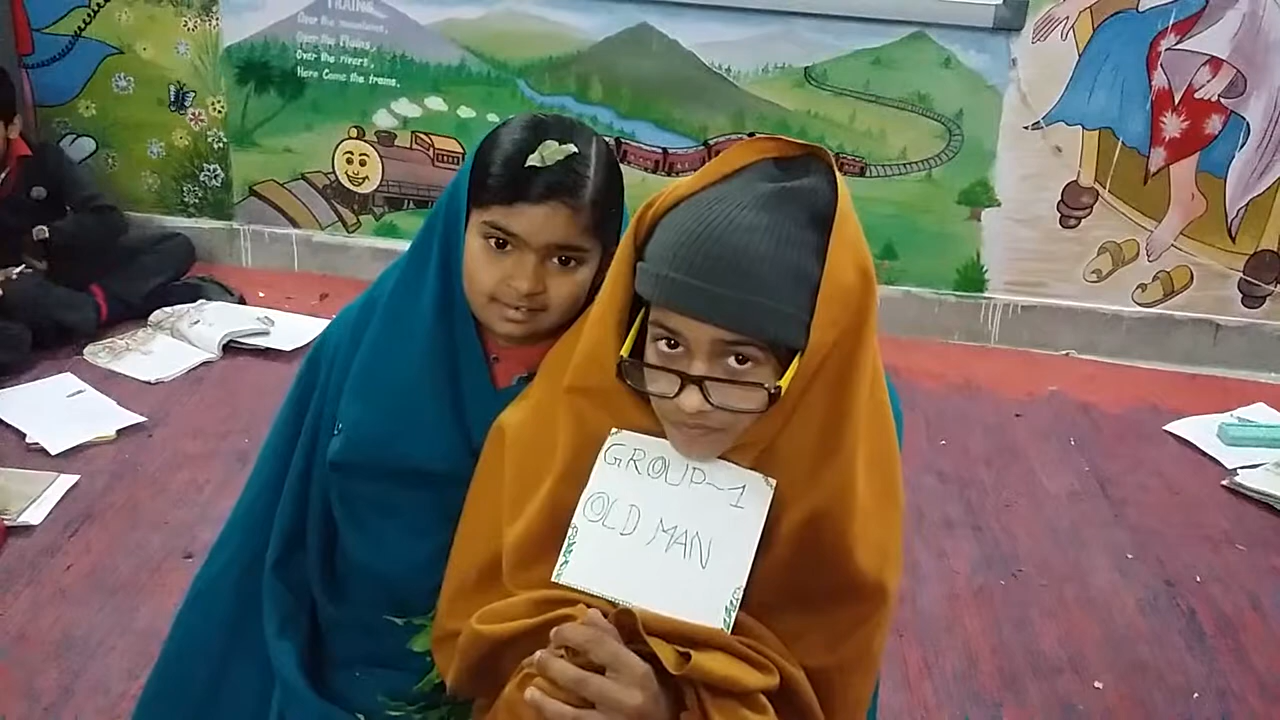 TRAINS
Over the mountains,
Over the Plains,
Over the rivers,
Here Come the trains.
GROUP-1
OLD MAN